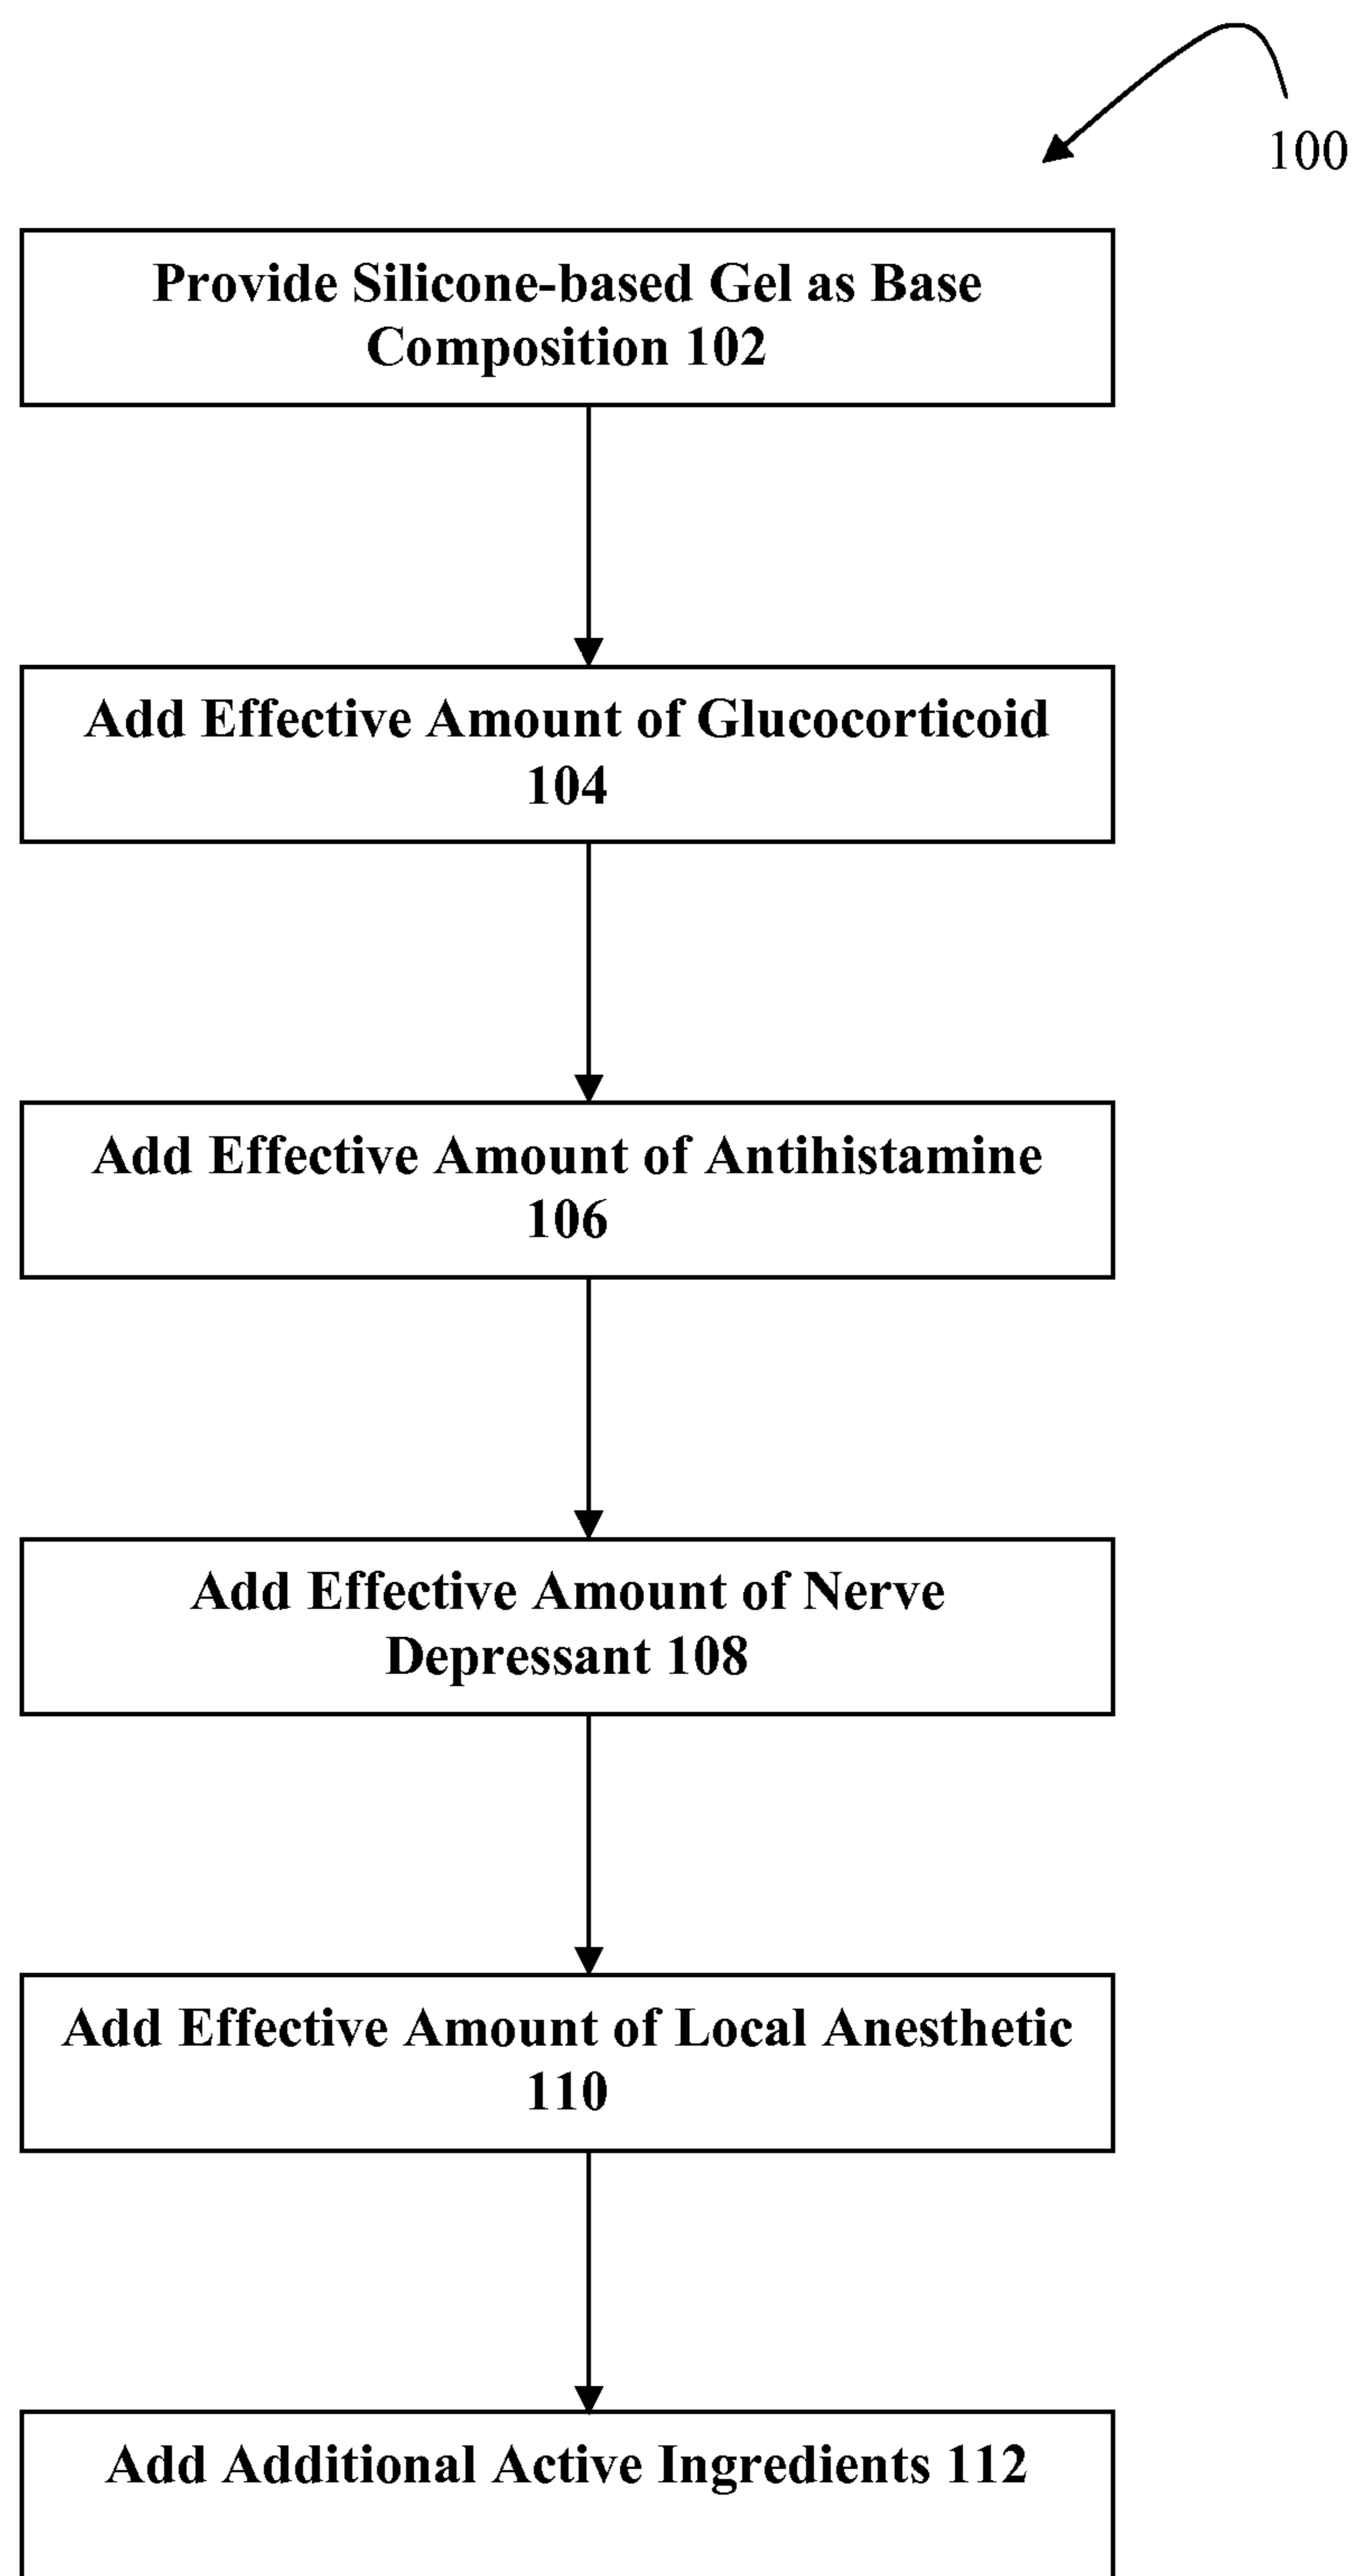 100
Provide Silicone-based Gel as Base
Composition 102
Add Effective Amount of Glucocorticoid
104
Add Effective Amount of Antihistamine
106
Add Effective Amount of Nerve
Depressant 108
Add Effective Amount of Local Anesthetic
110
Add Additional Active Ingredients 112